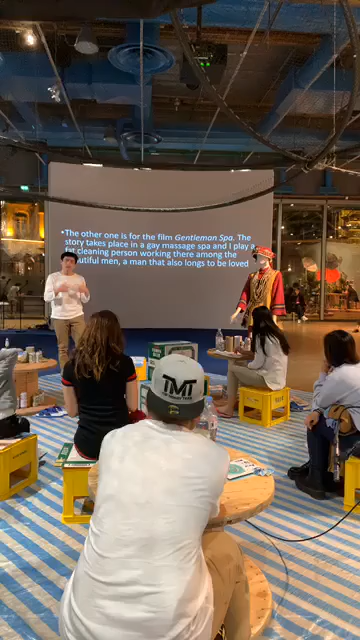 •The other one is for the film Gentleman Spa. The
story takes place in a gay massage spa and I play a
fat cleaning person working there among the
beautiful men, a man that also longs to be loved
TMT